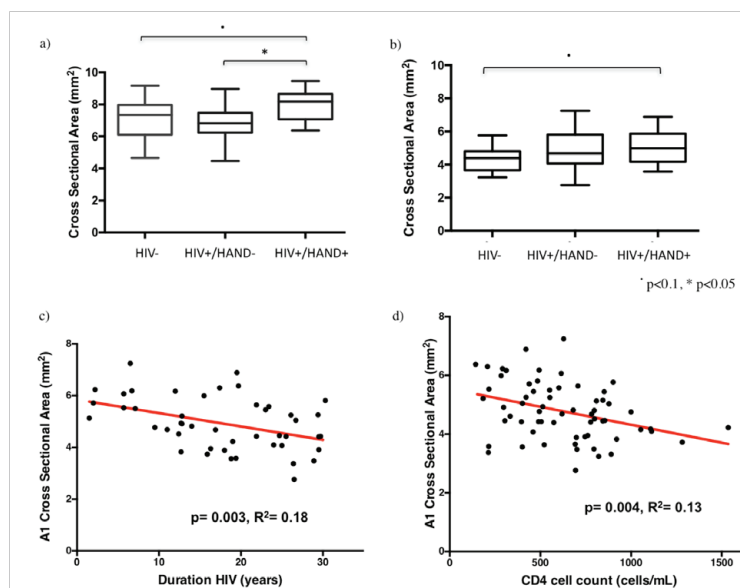 a)
·
*
Cross Sectional Area (mm²)
10
8
6
4
2
0
HIV-
HIV+/HAND-
HIV+/HAND+
b)
·
Cross Sectional Area (mm²)
10
8
6
4
2
0
HIV-
HIV+/HAND-
HIV+/HAND+
· p<0.1, * p<0.05
c)
A1 Cross Sectional Area (mm²)
8
6
4
2
0
0
10
20
30
p= 0.003, R²= 0.18
Duration HIV (years)
d)
A1 Cross Sectional Area (mm²)
8
6
4
2
0
0
500
1000
1500
p= 0.004, R²= 0.13
CD4 cell count (cells/mL)